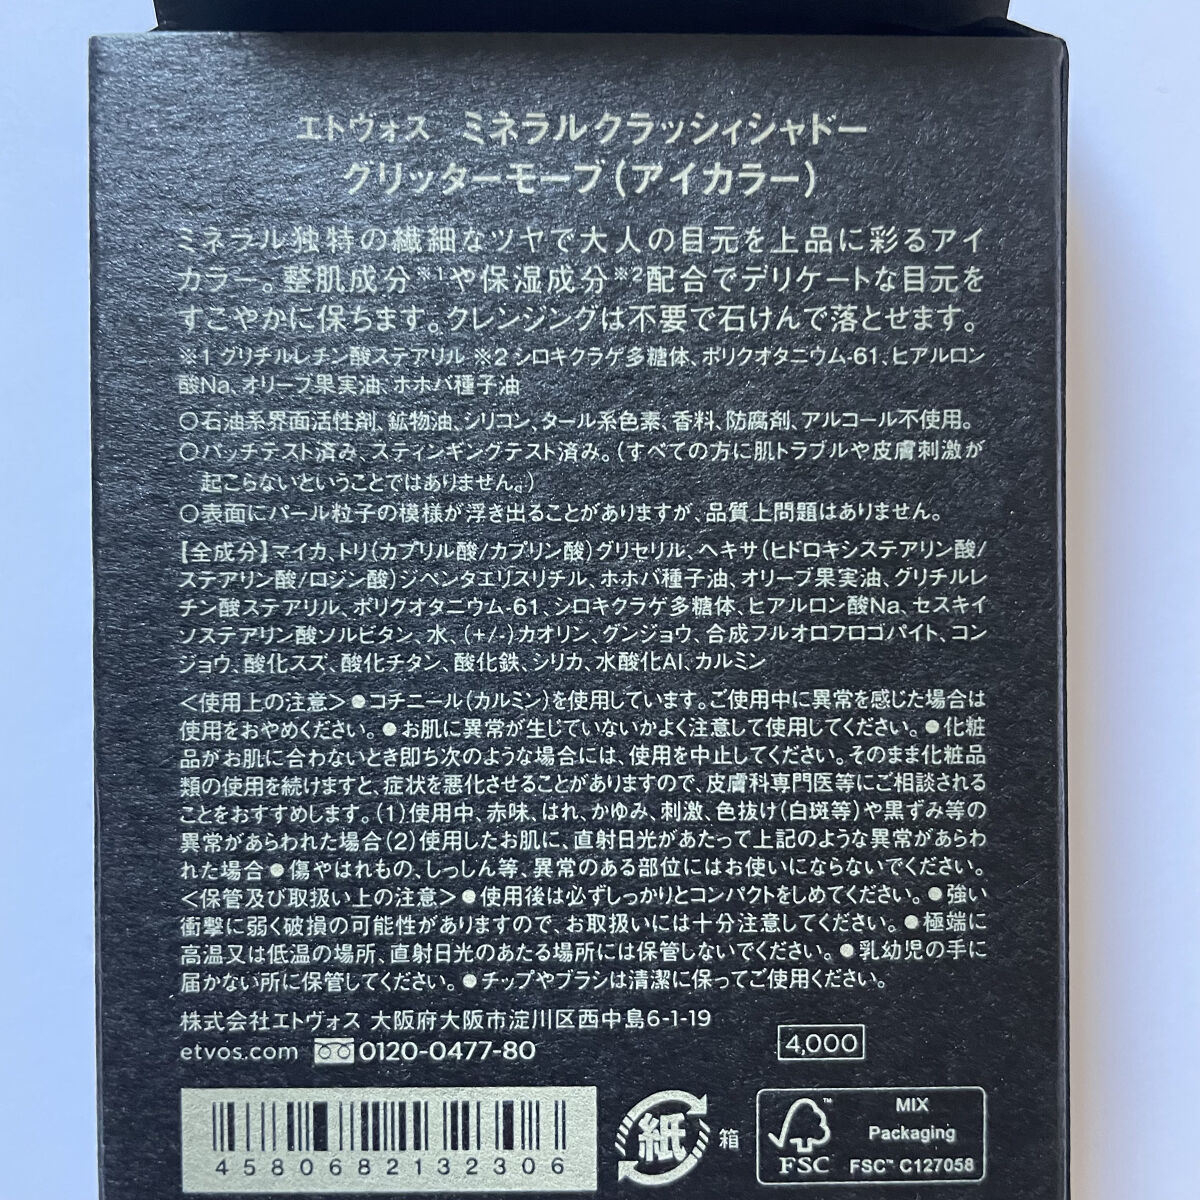 エトヴォス ミネラルクラッシィシャドー
グリッターモーブ(アイカラー)
ミネラル独特の繊細なツヤで大人の目元を上品に彩るアイ
カラー。整肌成分※1や保湿成分※2配合でデリケートな目元を
すこやかに保ちます。クレンジングは不要で石けんで落とせます。
※1 グリチルレチン酸ステアリル ※2 シロキクラゲ多糖体、ポリクオタニウム-61、ヒアルロン
酸Na、オリーブ果実油、ホホバ種子油
○石油系界面活性剤、鉱物油、シリコン、タール系色素、香料、防腐剤、アルコール不使用。
○パッチテスト済み、スティンギングテスト済み。(すべての方に肌トラブルや皮膚刺激が
起こらないということではありません。)
○表面にパール粒子の模様が浮き出ることがありますが、品質上問題はありません。
【全成分】マイカ、トリ(カプリル酸/カプリン酸)グリセリル、ヘキサ(ヒドロキシステアリン酸/
ステアリン酸/ロジン酸)ジペンタエリスリチル、ホホバ種子油、オリーブ果実油、グリチルレ
チン酸ステアリル、ポリクオタニウム-61、シロキクラゲ多糖体、ヒアルロン酸Na、セスキイ
ソステアリン酸ソルビタン、水、(+/-)カオリン、グンジョウ、合成フルオロフロゴパイト、コン
ジョウ、酸化スズ、酸化チタン、酸化鉄、シリカ、水酸化Al、カルミン
<使用上の注意>●コチニール(カルミン)を使用しています。ご使用中に異常を感じた場合は
使用をおやめください。●お肌に異常が生じていないかよく注意して使用してください。●化粧
品がお肌に合わないとき即ち次のような場合には、使用を中止してください。そのまま化粧品
類の使用を続けますと、症状を悪化させることがありますので、皮膚科専門医等にご相談される
ことをおすすめします。(1)使用中、赤味、はれ、かゆみ、刺激、色抜け(白斑等)や黒ずみ等の
異常があらわれた場合(2)使用したお肌に、直射日光があたって上記のような異常があらわ
れた場合●傷やはれもの、しっしん等、異常のある部位にはお使いにならないでください。
<保管及び取扱い上の注意>●使用後は必ずしっかりとコンパクトをしめてください。●強い
衝撃に弱く破損の可能性がありますので、お取扱いには十分注意してください。●極端に
高温又は低温の場所、直射日光のあたる場所には保管しないでください。●乳幼児の手に
届かない所に保管してください。●チップやブラシは清潔に保ってご使用ください。
株式会社エトヴォス 大阪府大阪市淀川区西中島6-1-19
etvos.com 0120-0477-80
4,000
4580682132306
紙 箱
FSC™
MIX
Packaging
FSC™ C127058